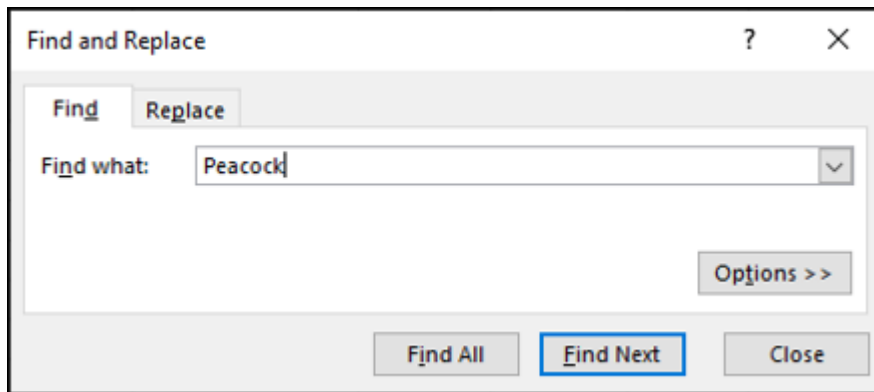 Find and Replace ?
Find Replace
Find what: Peacock
Options >>
Find All Find Next Close